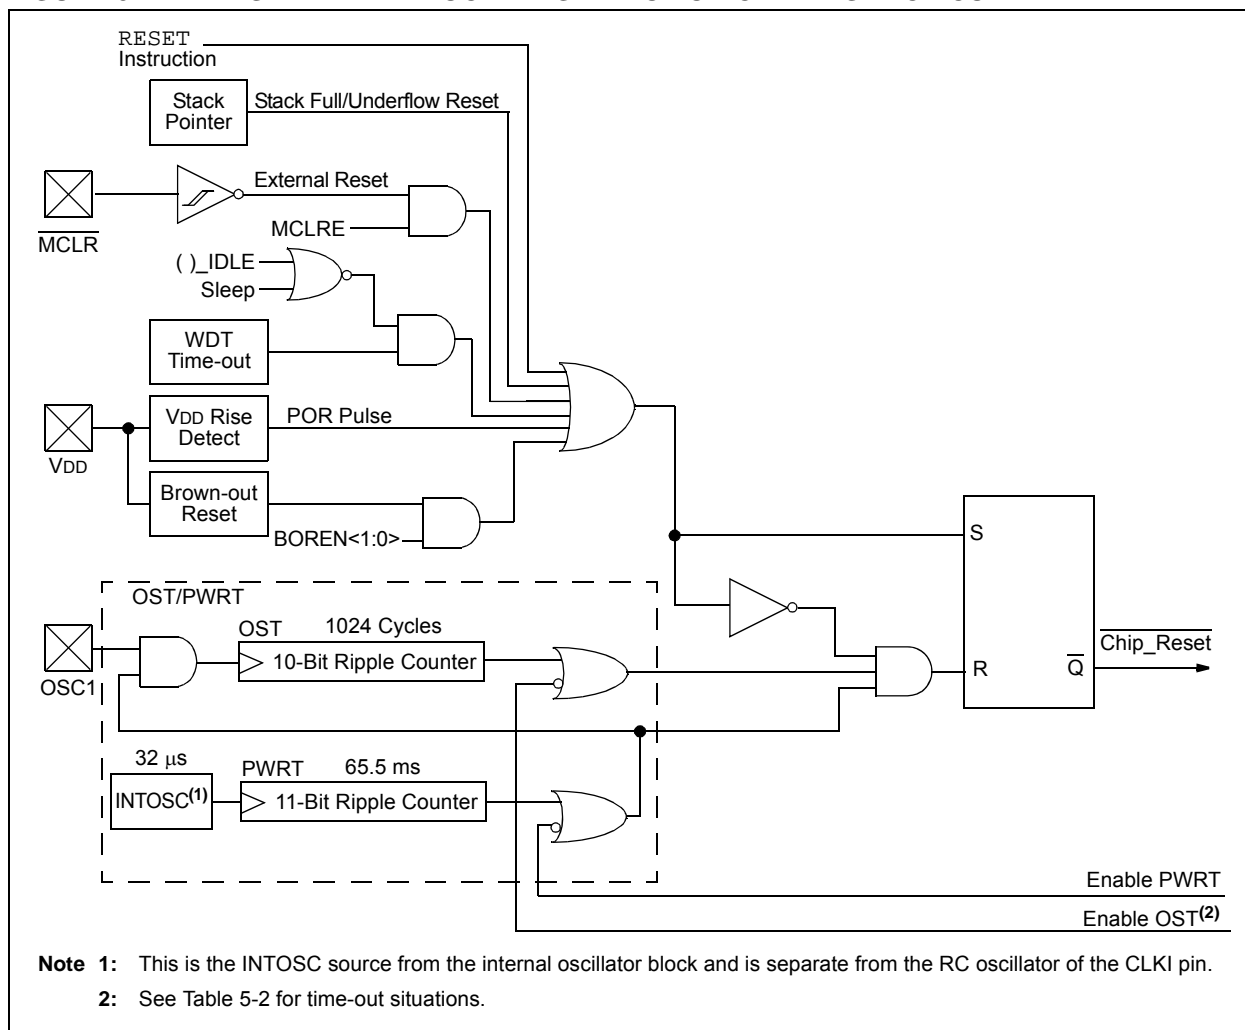 RESET
Instruction
Stack
Pointer
Stack Full/Underflow Reset
External Reset
MCLR
MCLRE
( )_IDLE
Sleep
WDT
Time-out
VDD Rise
Detect
POR Pulse
VDD
Brown-out
Reset
BOREN<1:0>
S
OST/PWRT
OST
1024 Cycles
10-Bit Ripple Counter
OSC1
R
Q
Chip_Reset
32 μs
INTOSC(1)
PWRT
65.5 ms
11-Bit Ripple Counter
Enable PWRT
Enable OST(2)
Note 1: This is the INTOSC source from the internal oscillator block and is separate from the RC oscillator of the CLKI pin.
2: See Table 5-2 for time-out situations.